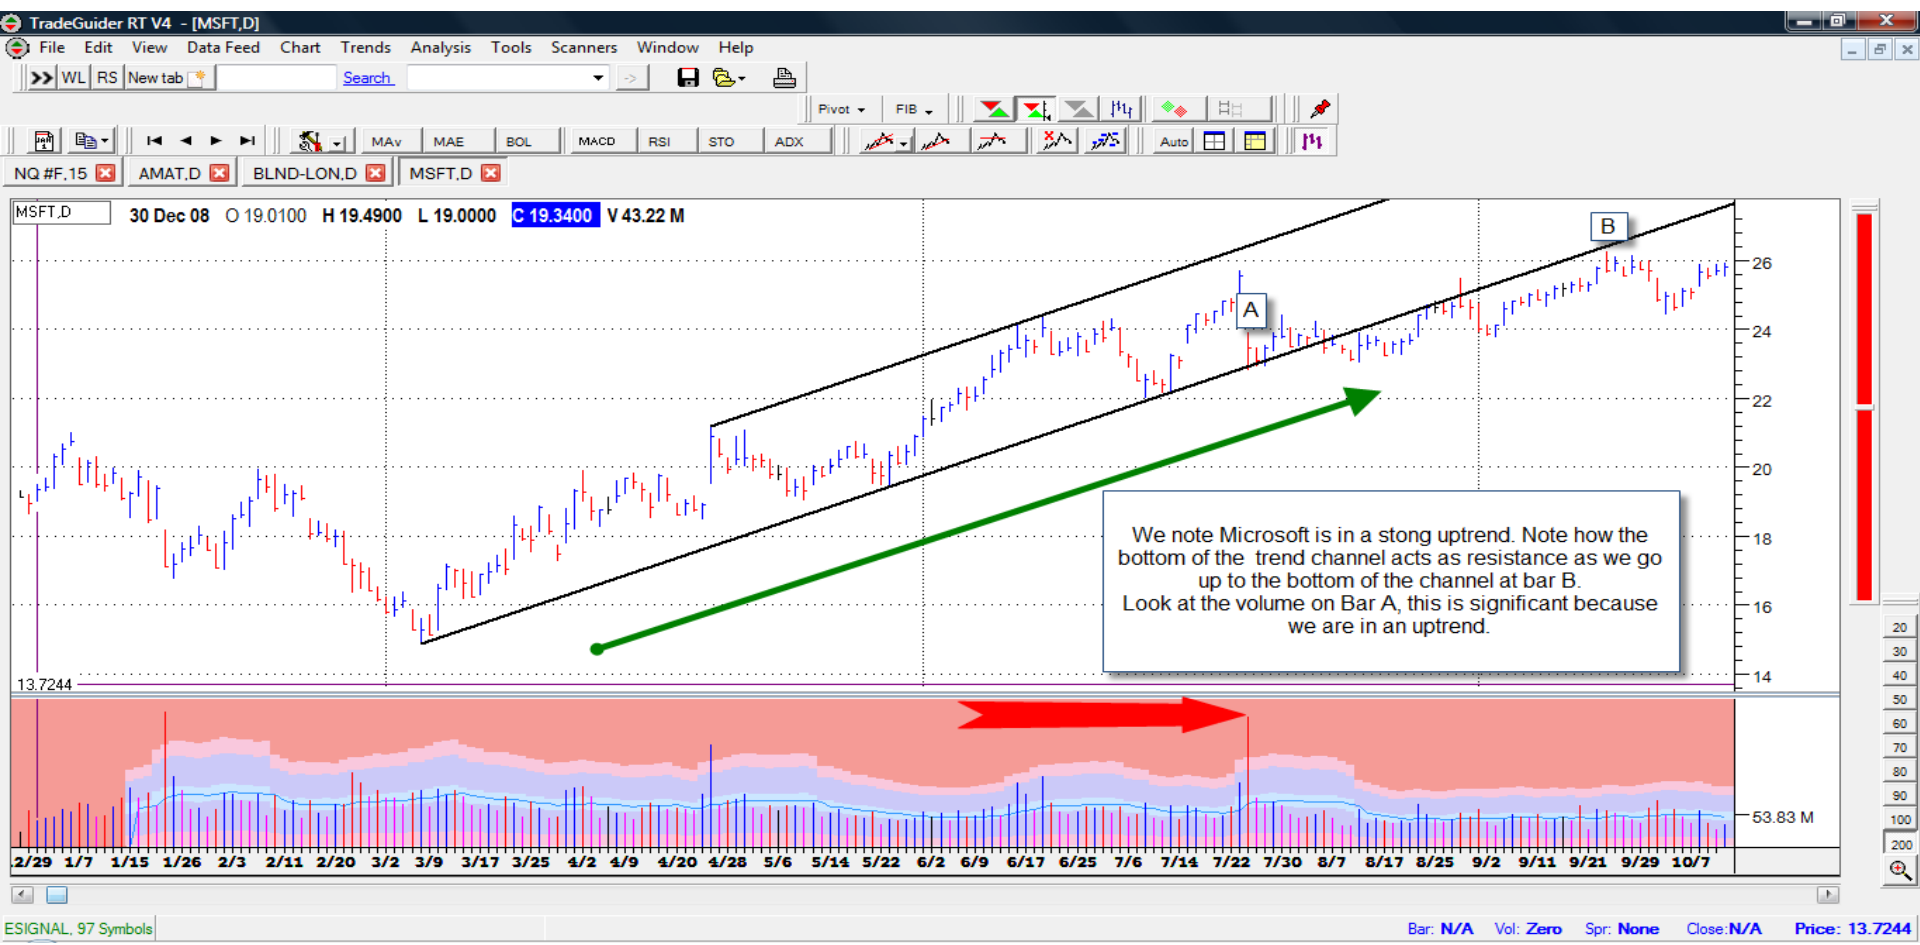 TradeGuider RT V4 - [MSFT,D]
File Edit View Data Feed Chart Trends Analysis Tools Scanners Window Help
>> WL RS New tab Search ->
Pivot FIB
MAv MAE BOL MACD RSI STO ADX Auto
NQ #F,15 AMAT,D BLND-LON,D MSFT,D
MSFT,D 30 Dec 08 O 19.0100 H 19.4900 L 19.0000 C 19.3400 V 43.22 M
B
26
A
24
22
20
We note Microsoft is in a stong uptrend. Note how the
bottom of the trend channel acts as resistance as we go
up to the bottom of the channel at bar B.
Look at the volume on Bar A, this is significant because
we are in an uptrend.
18
16
14
13.7244
20
30
40
50
60
70
80
90
100
200
53.83 M
2/29 1/7 1/15 1/26 2/3 2/11 2/20 3/2 3/9 3/17 3/25 4/2 4/9 4/20 4/28 5/6 5/14 5/22 6/2 6/9 6/17 6/25 7/6 7/14 7/22 7/30 8/7 8/17 8/25 9/2 9/11 9/21 9/29 10/7
ESIGNAL, 97 Symbols
Bar: N/A Vol: Zero Spr: None Close:N/A Price: 13.7244